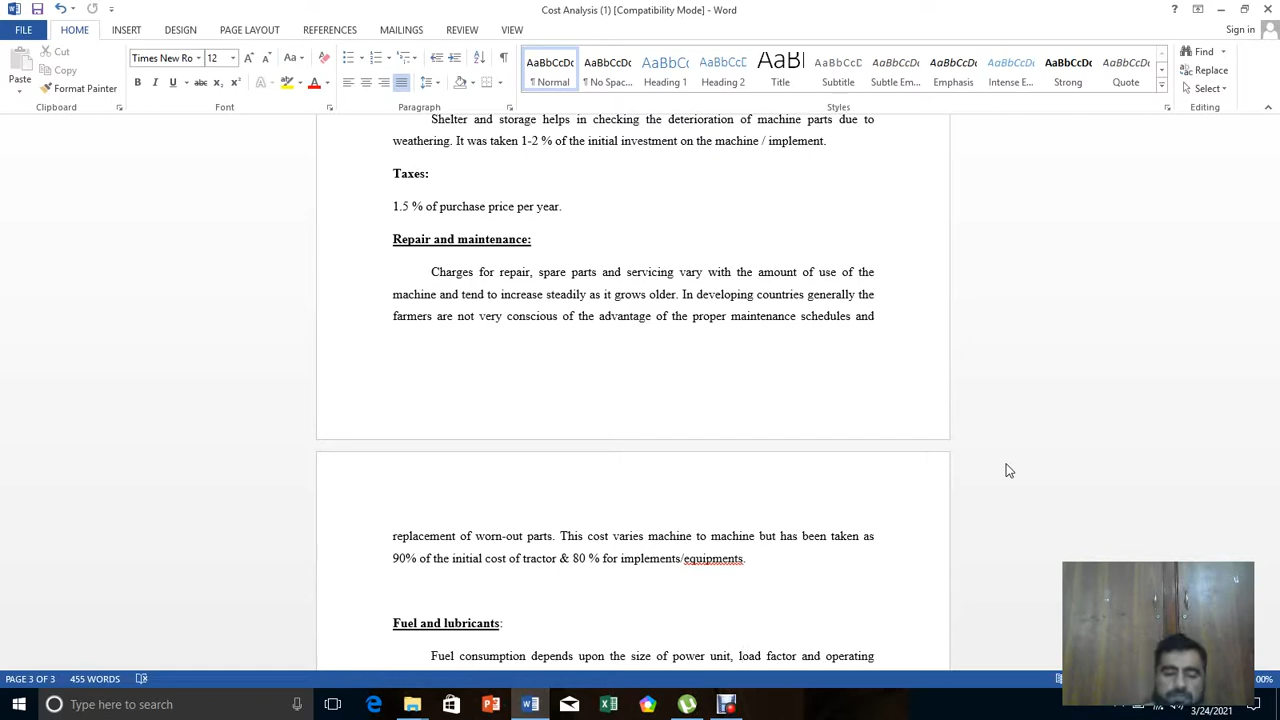 Cost Analysis (1) [Compatibility Mode] - Word
FILE HOME INSERT DESIGN PAGE LAYOUT REFERENCES MAILINGS REVIEW VIEW Sign in
Paste Cut Copy Format Painter
Clipboard
Times New Ro 12
Font
Paragraph
AaBbCcDc AaBbCcDc AaBbC( AaBbCcD AaBI AaBbCcDc AaBbCcDc AaBbCcDc AaBbCcDc AaBbCcDc AaBbCcDc
¶ Normal ¶ No Spac... Heading 1 Heading 2 Title Subtitle Subtle Em... Emphasis Intense E... Strong Quote
Styles
Find
Replace
Select
Editing
Shelter and storage helps in checking the deterioration of machine parts due to
weathering. It was taken 1-2 % of the initial investment on the machine / implement.
Taxes:
1.5 % of purchase price per year.
Repair and maintenance:
Charges for repair, spare parts and servicing vary with the amount of use of the
machine and tend to increase steadily as it grows older. In developing countries generally the
farmers are not very conscious of the advantage of the proper maintenance schedules and
replacement of worn-out parts. This cost varies machine to machine but has been taken as
90% of the initial cost of tractor & 80 % for implements/equipments.
Fuel and lubricants:
Fuel consumption depends upon the size of power unit, load factor and operating
PAGE 3 OF 3 455 WORDS
Type here to search
3/24/2021